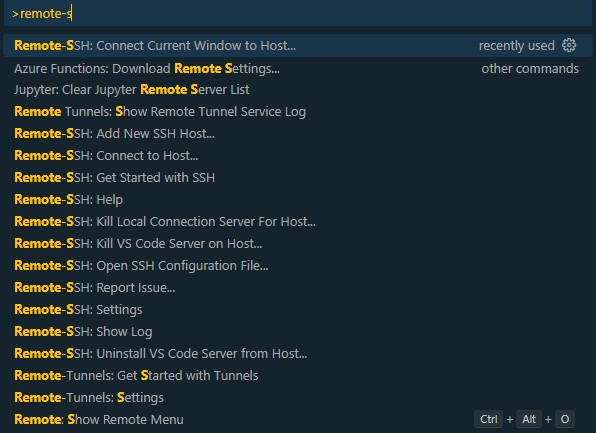 >remote-s
Remote-SSH: Connect Current Window to Host... recently used
Azure Functions: Download Remote Settings... other commands
Jupyter: Clear Jupyter Remote Server List
Remote Tunnels: Show Remote Tunnel Service Log
Remote-SSH: Add New SSH Host...
Remote-SSH: Connect to Host...
Remote-SSH: Get Started with SSH
Remote-SSH: Help
Remote-SSH: Kill Local Connection Server For Host...
Remote-SSH: Kill VS Code Server on Host...
Remote-SSH: Open SSH Configuration File...
Remote-SSH: Report Issue...
Remote-SSH: Settings
Remote-SSH: Show Log
Remote-SSH: Uninstall VS Code Server from Host...
Remote-Tunnels: Get Started with Tunnels
Remote-Tunnels: Settings
Remote: Show Remote Menu Ctrl + Alt + O